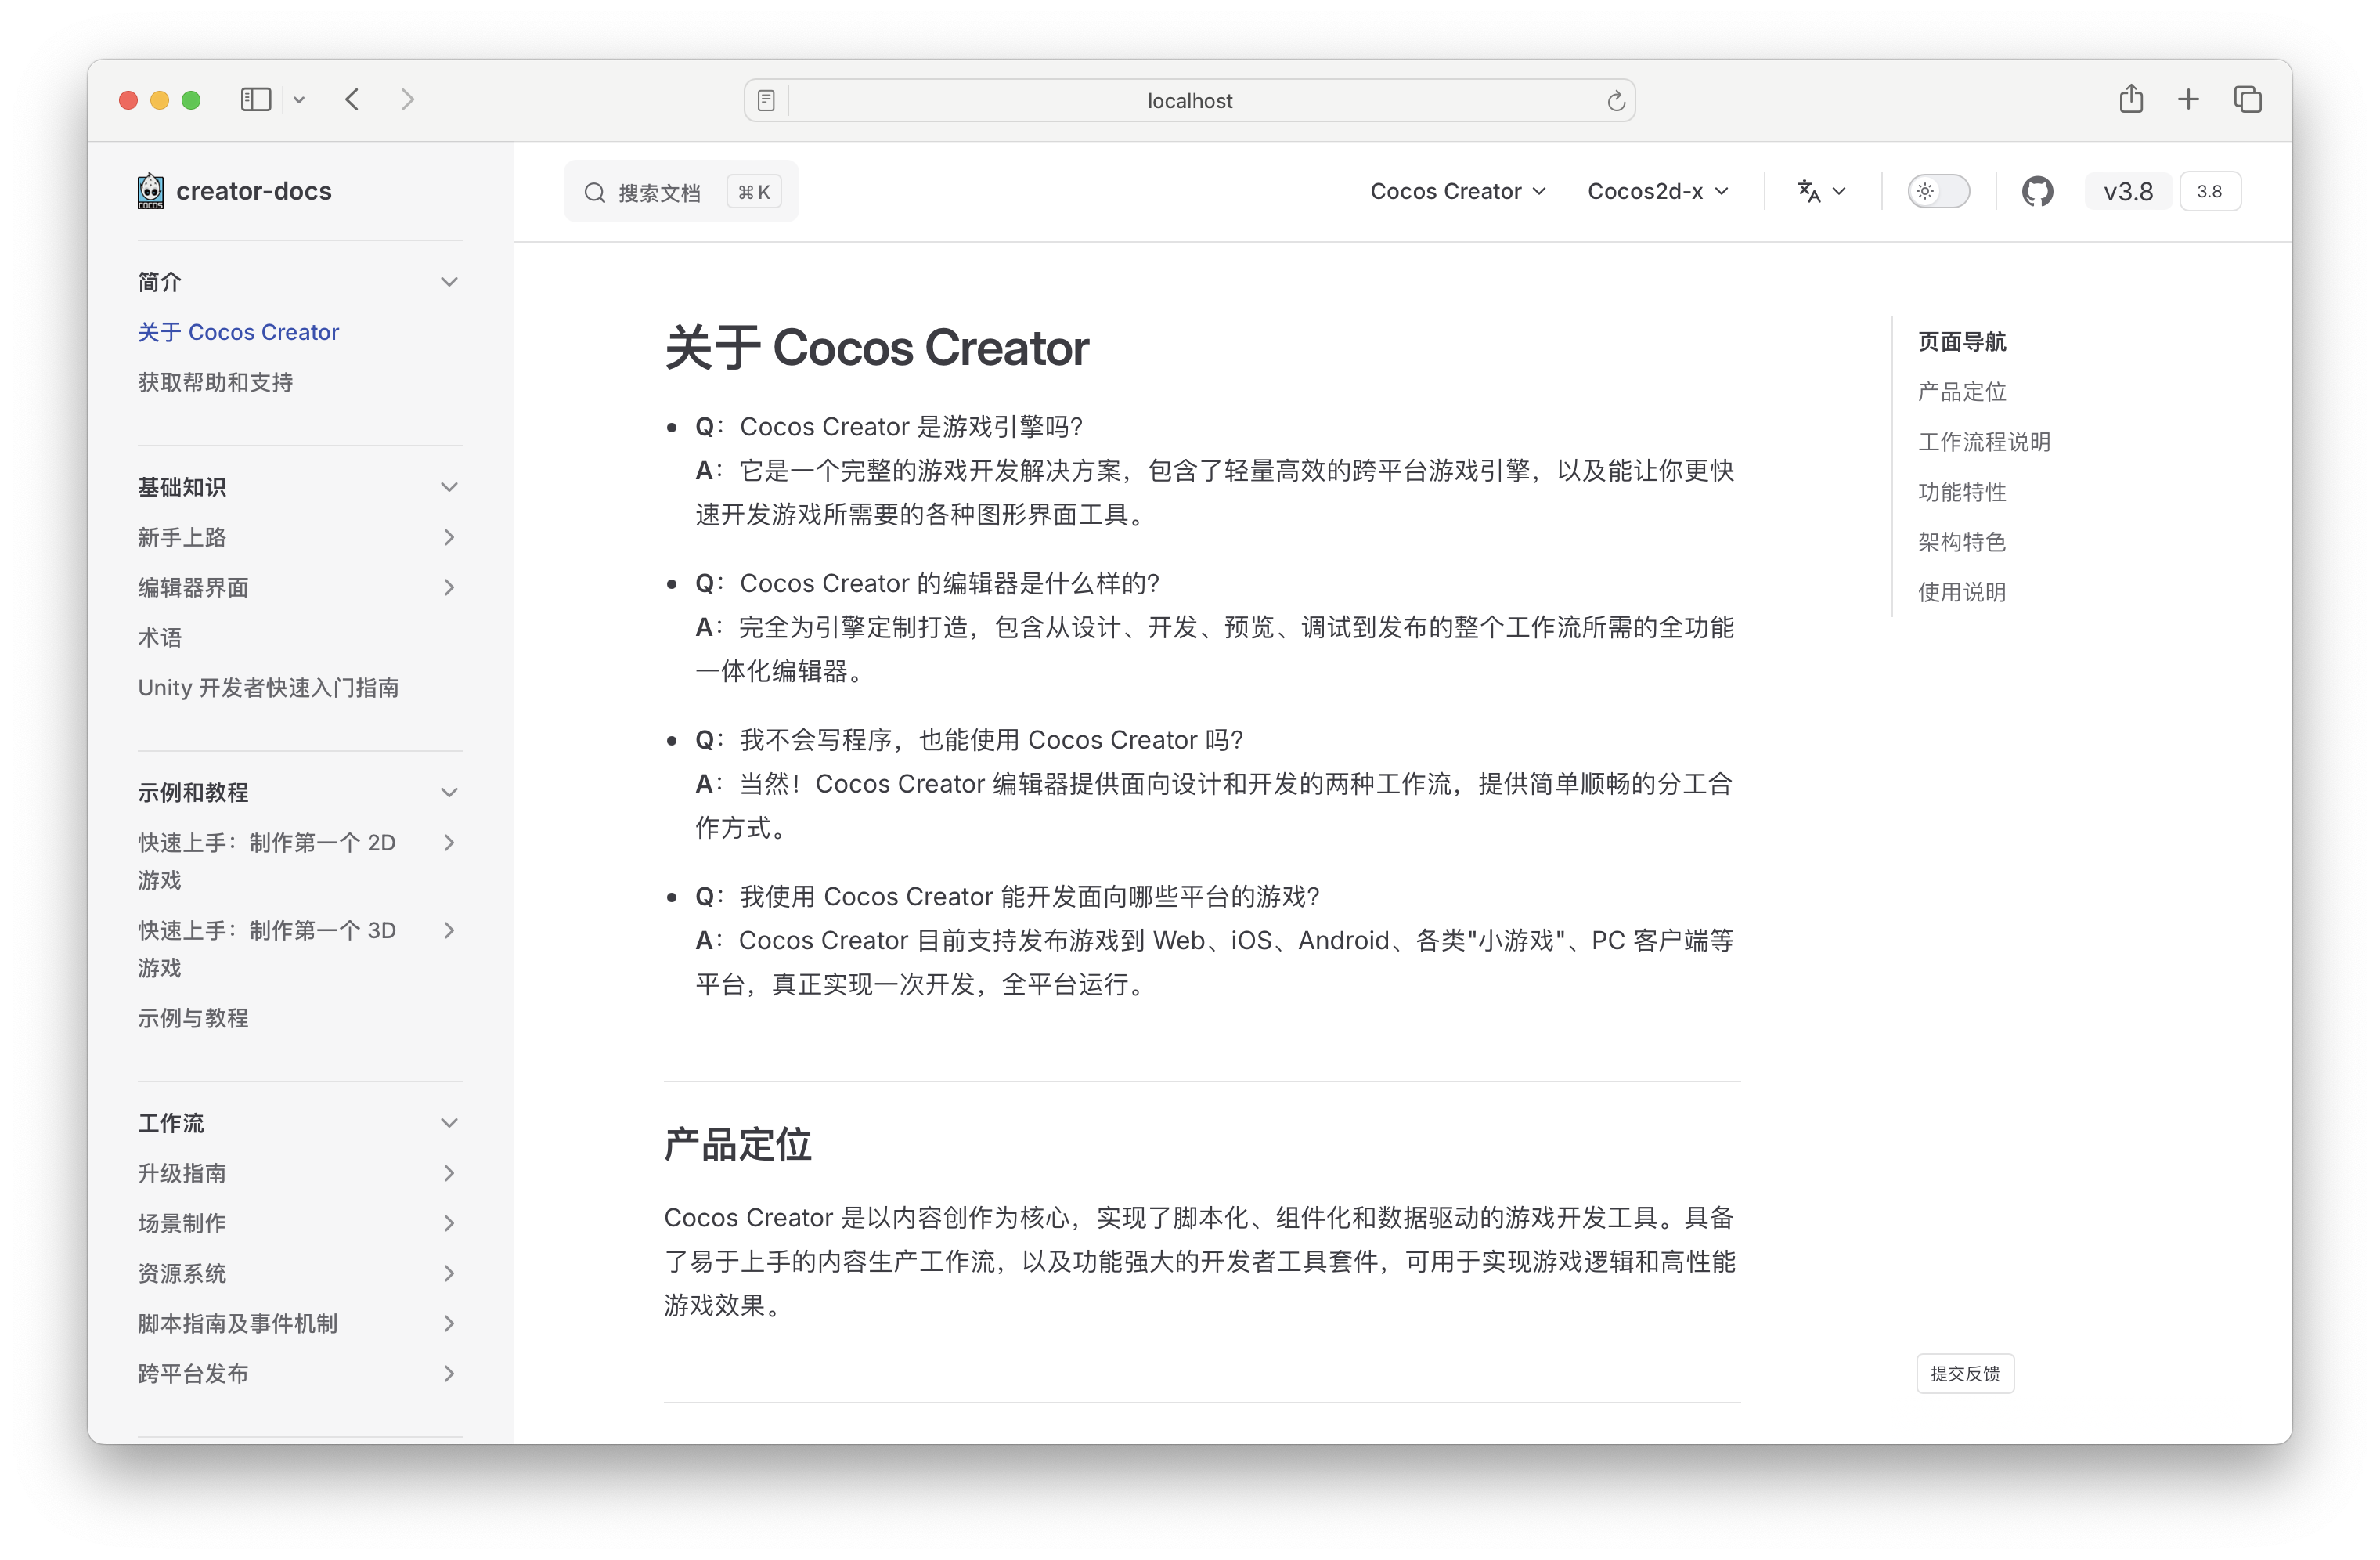 localhost
creator-docs
搜索文档 ⌘ K
Cocos Creator
Cocos2d-x
v3.8
3.8
简介
关于 Cocos Creator
获取帮助和支持
基础知识
新手上路
编辑器界面
术语
Unity 开发者快速入门指南
示例和教程
快速上手：制作第一个 2D
游戏
快速上手：制作第一个 3D
游戏
示例与教程
工作流
升级指南
场景制作
资源系统
脚本指南及事件机制
跨平台发布
关于 Cocos Creator
Q：Cocos Creator 是游戏引擎吗？
A：它是一个完整的游戏开发解决方案，包含了轻量高效的跨平台游戏引擎，以及能让你更快
速开发游戏所需要的各种图形界面工具。
Q：Cocos Creator 的编辑器是什么样的？
A：完全为引擎定制打造，包含从设计、开发、预览、调试到发布的整个工作流所需的全功能
一体化编辑器。
Q：我不会写程序，也能使用 Cocos Creator 吗？
A：当然！Cocos Creator 编辑器提供面向设计和开发的两种工作流，提供简单顺畅的分工合
作方式。
Q：我使用 Cocos Creator 能开发面向哪些平台的游戏？
A：Cocos Creator 目前支持发布游戏到 Web、iOS、Android、各类"小游戏"、PC 客户端等
平台，真正实现一次开发，全平台运行。
产品定位
Cocos Creator 是以内容创作为核心，实现了脚本化、组件化和数据驱动的游戏开发工具。具备
了易于上手的内容生产工作流，以及功能强大的开发者工具套件，可用于实现游戏逻辑和高性能
游戏效果。
页面导航
产品定位
工作流程说明
功能特性
架构特色
使用说明
提交反馈